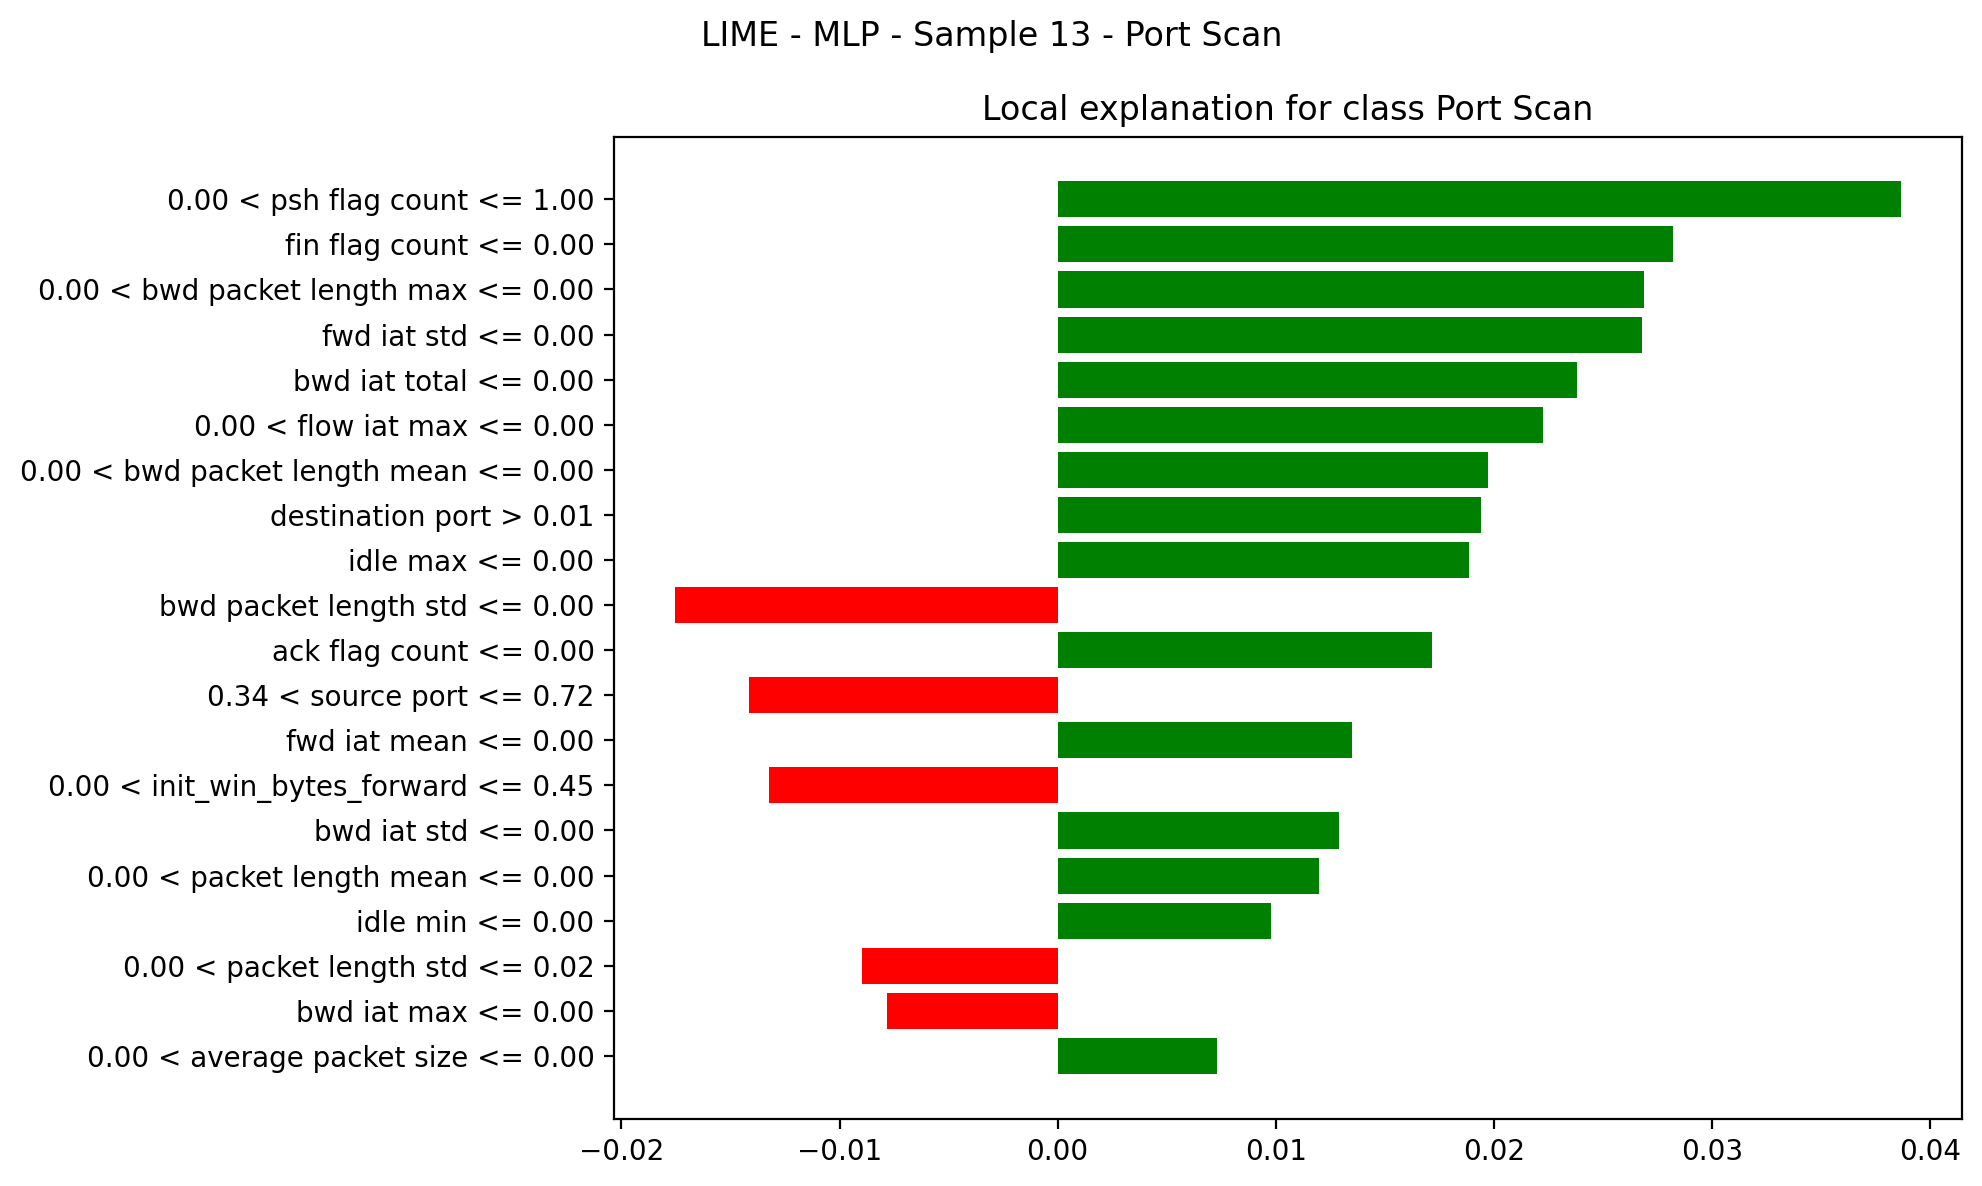 LIME - MLP - Sample 13 - Port Scan
Local explanation for class Port Scan
0.00 < psh flag count <= 1.00
fin flag count <= 0.00
0.00 < bwd packet length max <= 0.00
fwd iat std <= 0.00
bwd iat total <= 0.00
0.00 < flow iat max <= 0.00
0.00 < bwd packet length mean <= 0.00
destination port > 0.01
idle max <= 0.00
bwd packet length std <= 0.00
ack flag count <= 0.00
0.34 < source port <= 0.72
fwd iat mean <= 0.00
0.00 < init_win_bytes_forward <= 0.45
bwd iat std <= 0.00
0.00 < packet length mean <= 0.00
idle min <= 0.00
0.00 < packet length std <= 0.02
bwd iat max <= 0.00
0.00 < average packet size <= 0.00
−0.02 −0.01 0.00 0.01 0.02 0.03 0.04